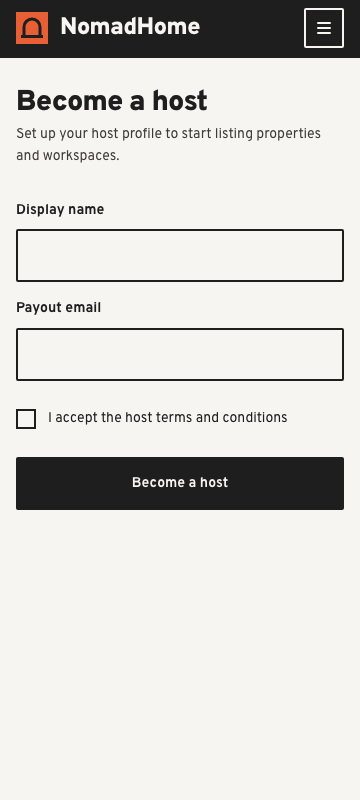 NomadHome
Become a host
Set up your host profile to start listing properties
and workspaces.
Display name
Payout email
I accept the host terms and conditions
Become a host